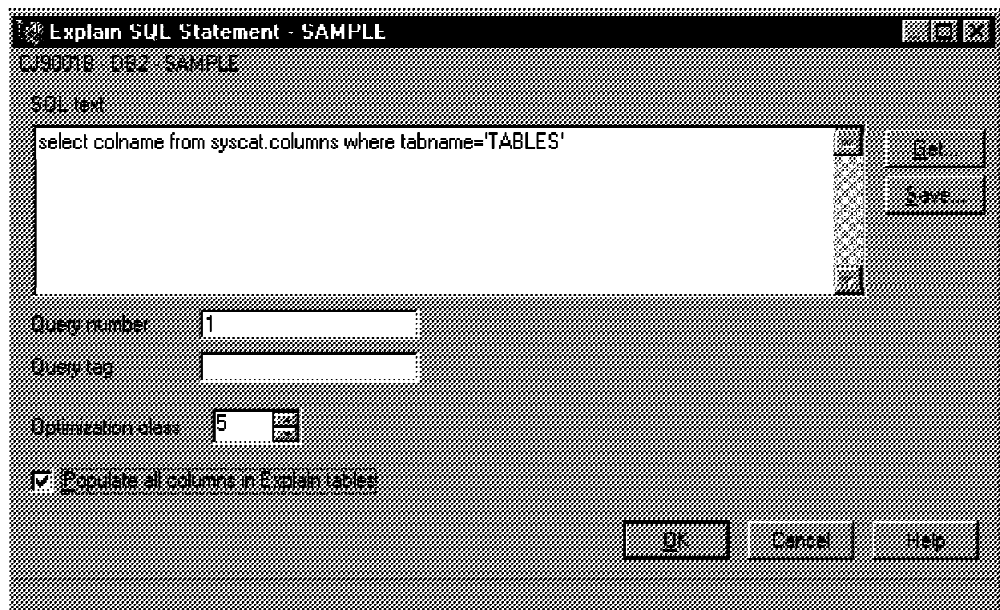 Explain SQL Statement - SAMPLE
CJ9001B - DB2 - SAMPLE
SQL text
select colname from syscat.columns where tabname='TABLES'
Get...
Save...
Query number 1
Query tag
Optimization class 5
Populate all columns in Explain tables
OK Cancel Help